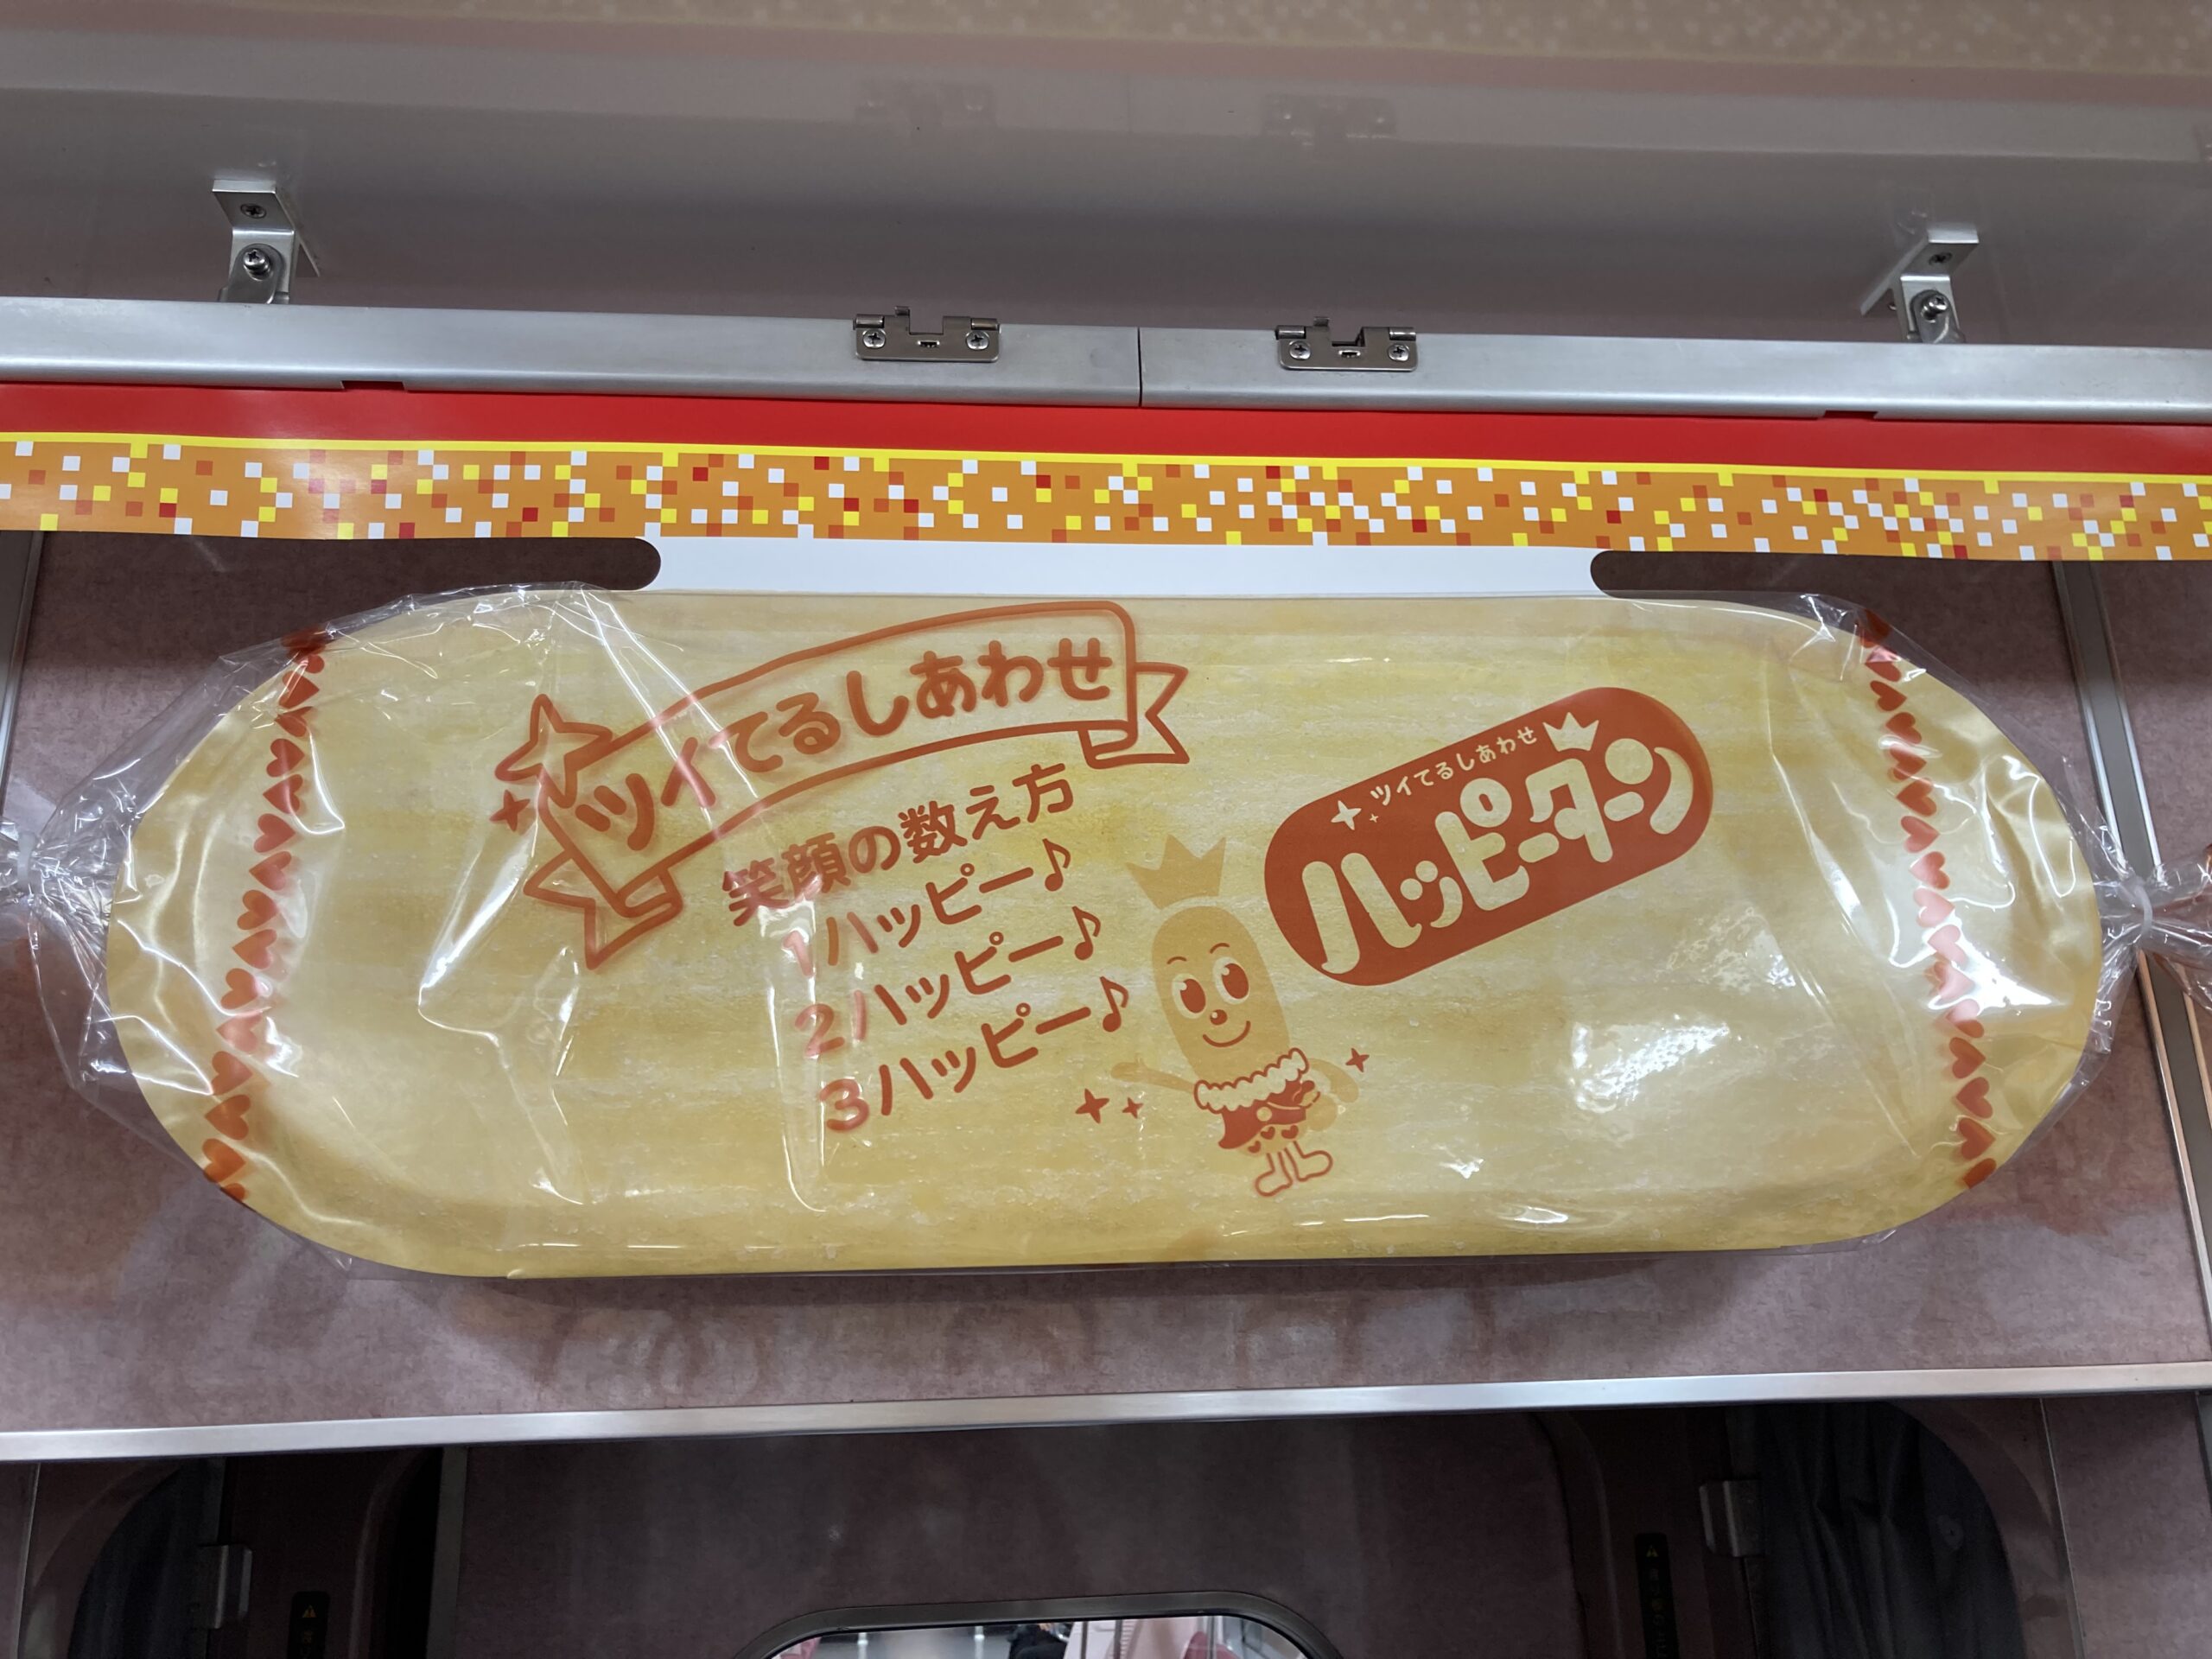 ツイてるしあわせ
笑顔の数え方
1ハッピー♪
2ハッピー♪
3ハッピー♪
ツイてるしあわせ
ハッピーターン